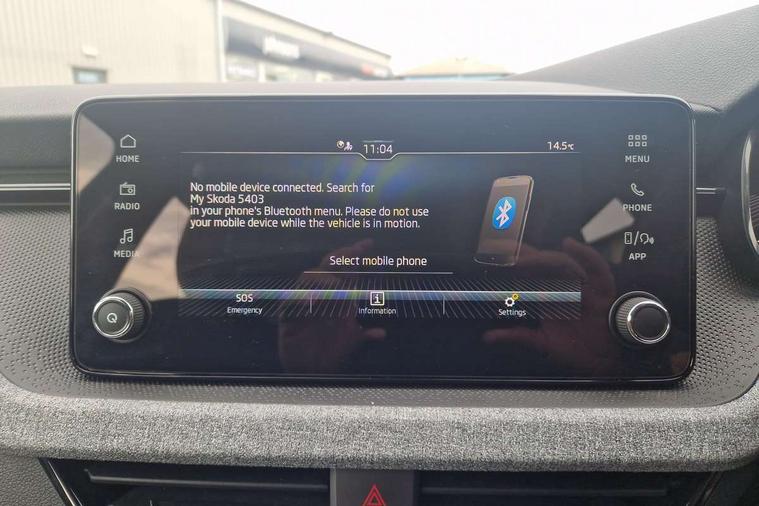 11:04
14.5℃
HOME
RADIO
MEDIA
No mobile device connected. Search for
My Skoda 5403
in your phone's Bluetooth menu. Please do not use
your mobile device while the vehicle is in motion.
Select mobile phone
SOS
Emergency
i
Information
Settings
MENU
PHONE
APP